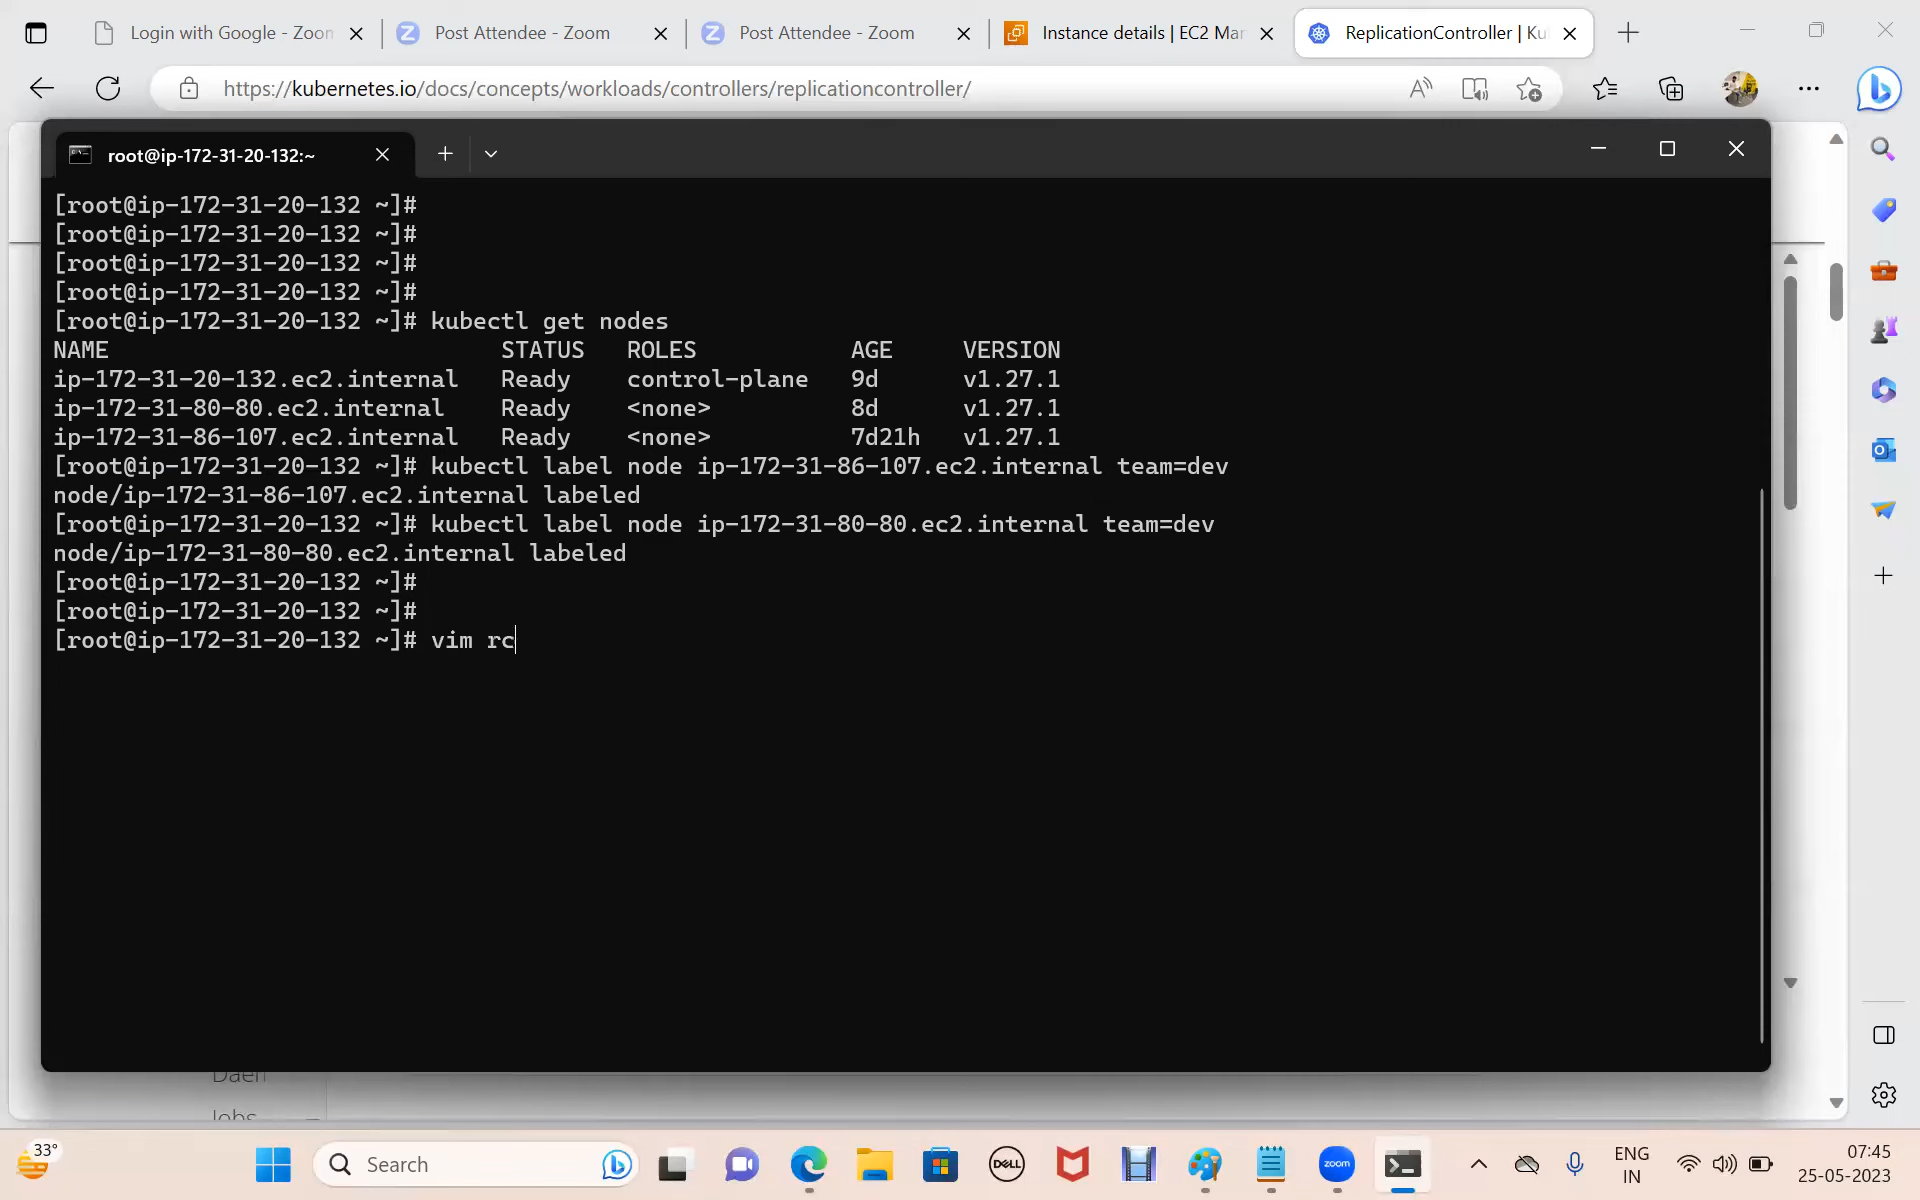 Login with Google - Zoom
Post Attendee - Zoom
Post Attendee - Zoom
Instance details | EC2 Man
ReplicationController | Ku
https://kubernetes.io/docs/concepts/workloads/controllers/replicationcontroller/
root@ip-172-31-20-132:~
[root@ip-172-31-20-132 ~]#
[root@ip-172-31-20-132 ~]#
[root@ip-172-31-20-132 ~]#
[root@ip-172-31-20-132 ~]#
[root@ip-172-31-20-132 ~]# kubectl get nodes
NAME STATUS ROLES AGE VERSION
ip-172-31-20-132.ec2.internal Ready control-plane 9d v1.27.1
ip-172-31-80-80.ec2.internal Ready <none> 8d v1.27.1
ip-172-31-86-107.ec2.internal Ready <none> 7d21h v1.27.1
[root@ip-172-31-20-132 ~]# kubectl label node ip-172-31-86-107.ec2.internal team=dev
node/ip-172-31-86-107.ec2.internal labeled
[root@ip-172-31-20-132 ~]# kubectl label node ip-172-31-80-80.ec2.internal team=dev
node/ip-172-31-80-80.ec2.internal labeled
[root@ip-172-31-20-132 ~]#
[root@ip-172-31-20-132 ~]#
[root@ip-172-31-20-132 ~]# vim rc
Jobs
33°
Search
DELL
zoom
ENG
IN
07:45
25-05-2023